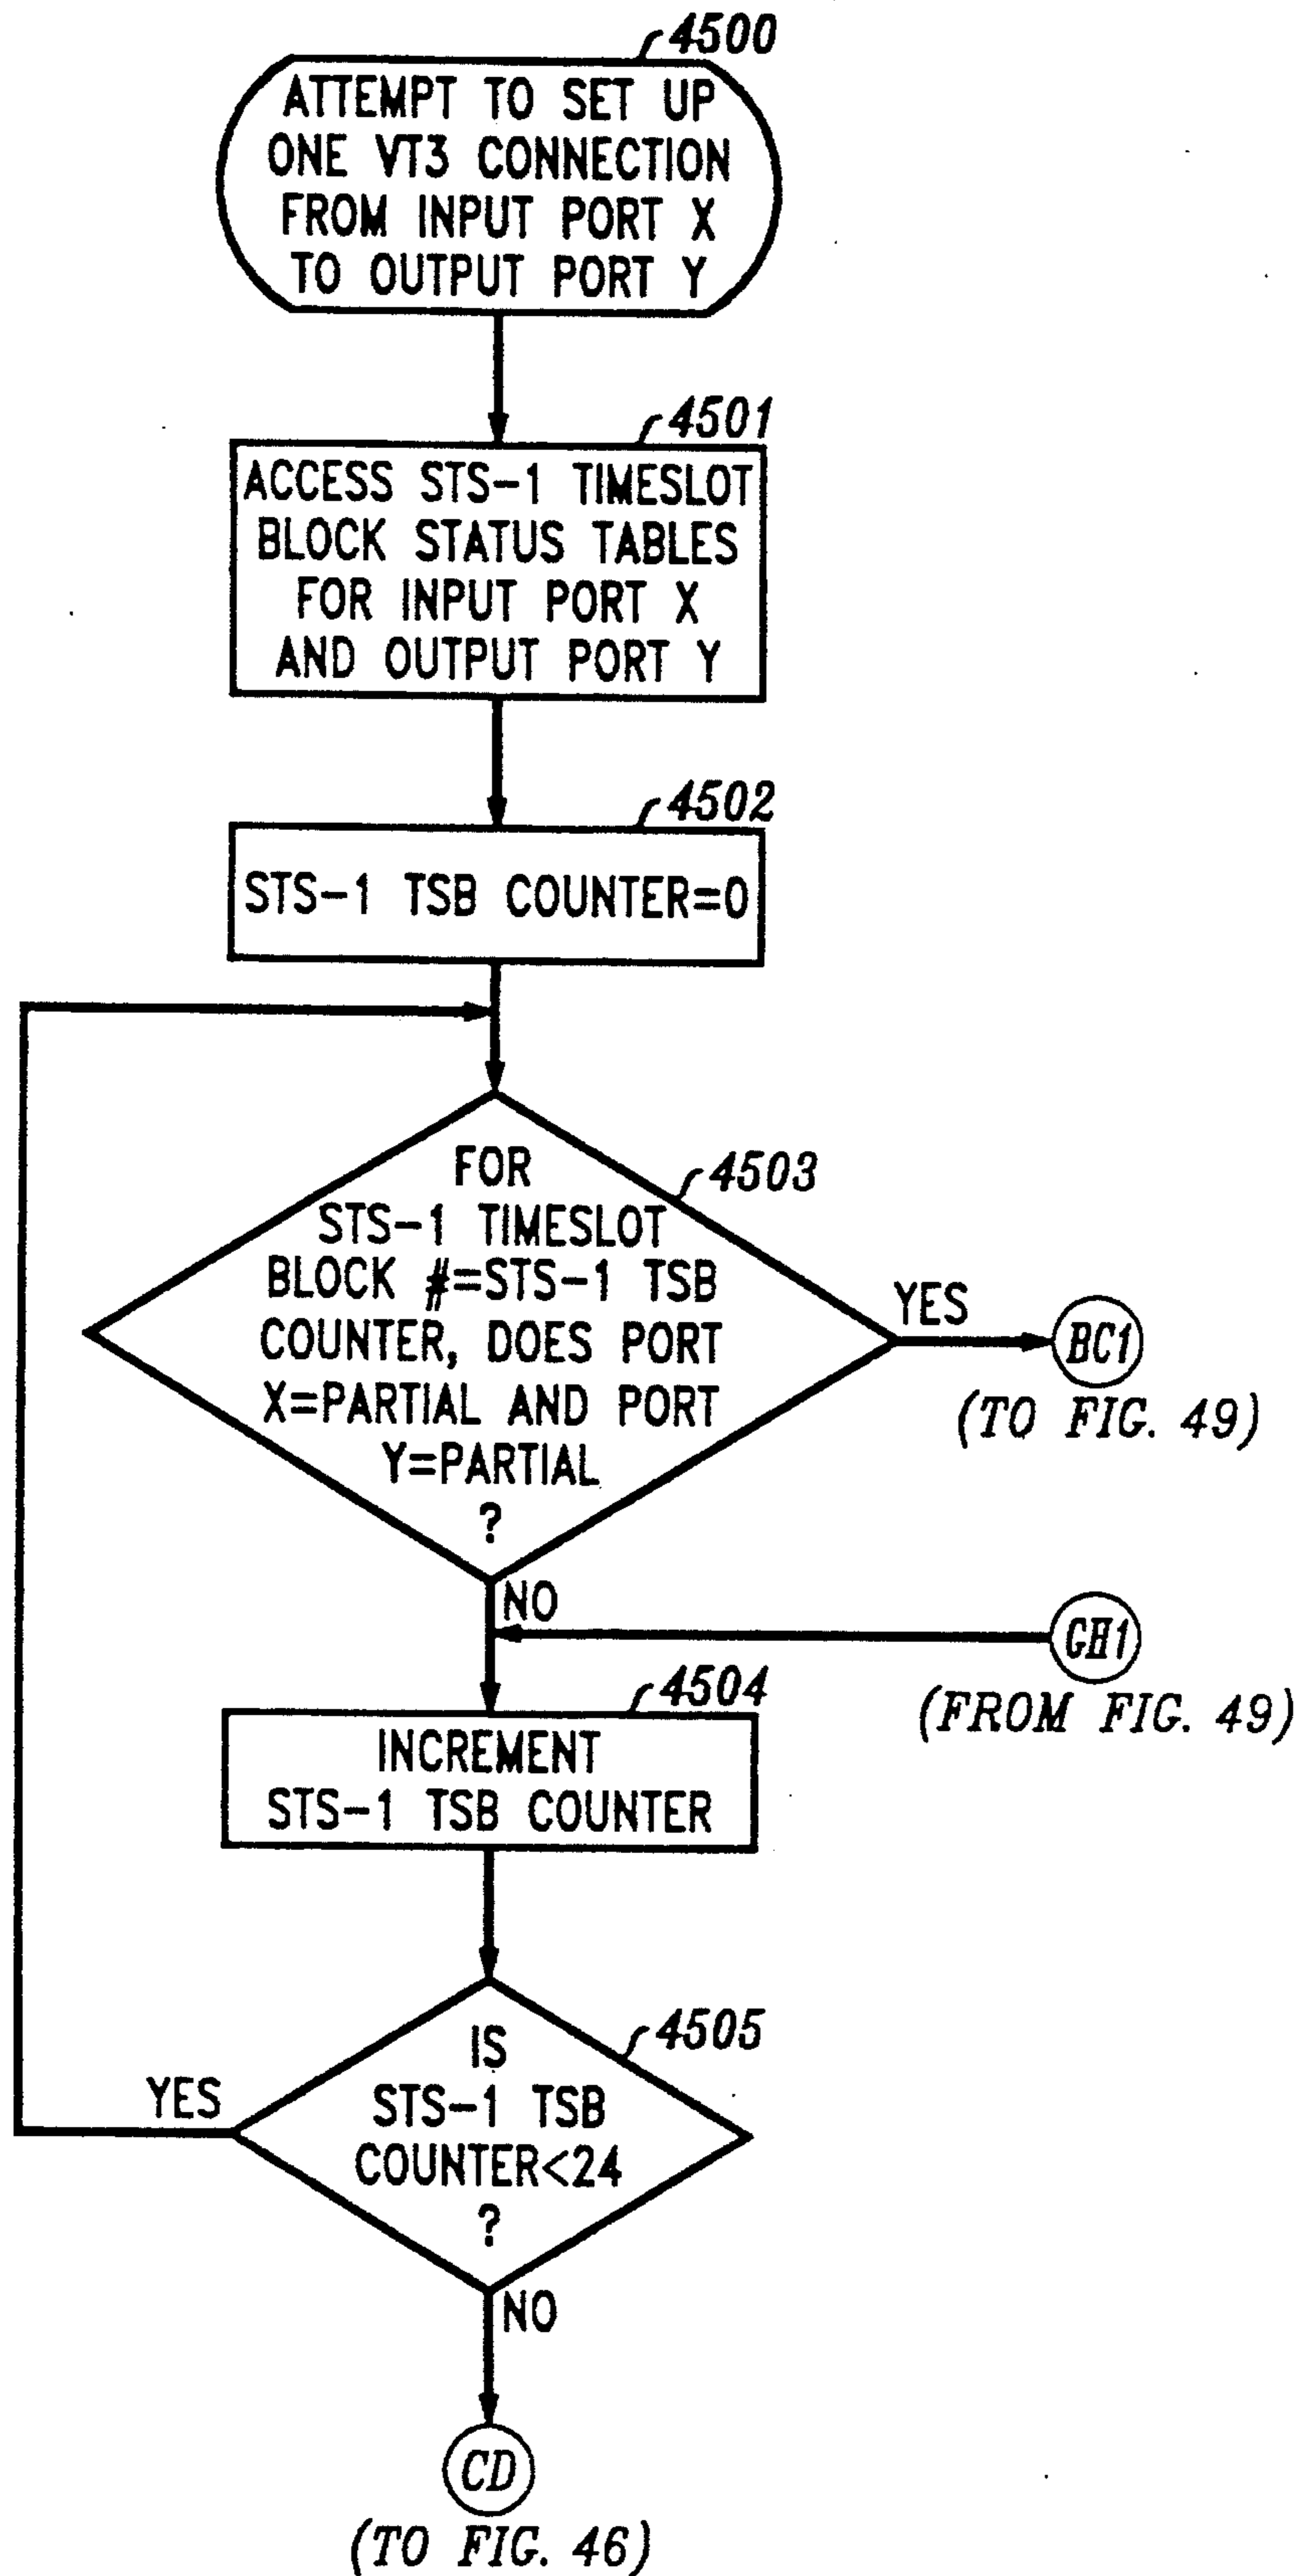 4500
ATTEMPT TO SET UP
ONE VT3 CONNECTION
FROM INPUT PORT X
TO OUTPUT PORT Y
4501
ACCESS STS-1 TIMESLOT
BLOCK STATUS TABLES
FOR INPUT PORT X
AND OUTPUT PORT Y
4502
STS-1 TSB COUNTER=0
4503
FOR
STS-1 TIMESLOT
BLOCK #=STS-1 TSB
COUNTER, DOES PORT
X=PARTIAL AND PORT
Y=PARTIAL
?
YES
BC1
(TO FIG. 49)
NO
GH1
(FROM FIG. 49)
4504
INCREMENT
STS-1 TSB COUNTER
4505
IS
STS-1 TSB
COUNTER<24
?
YES
NO
CD
(TO FIG. 46)